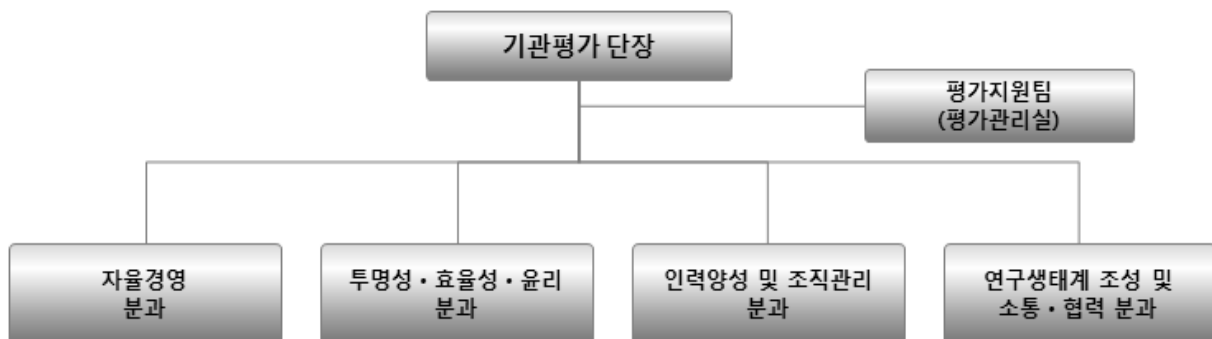 기관평가 단장
평가지원팀
(평가관리실)
자율경영
분과
투명성·효율성·윤리
분과
인력양성 및 조직관리
분과
연구생태계 조성 및
소통·협력 분과